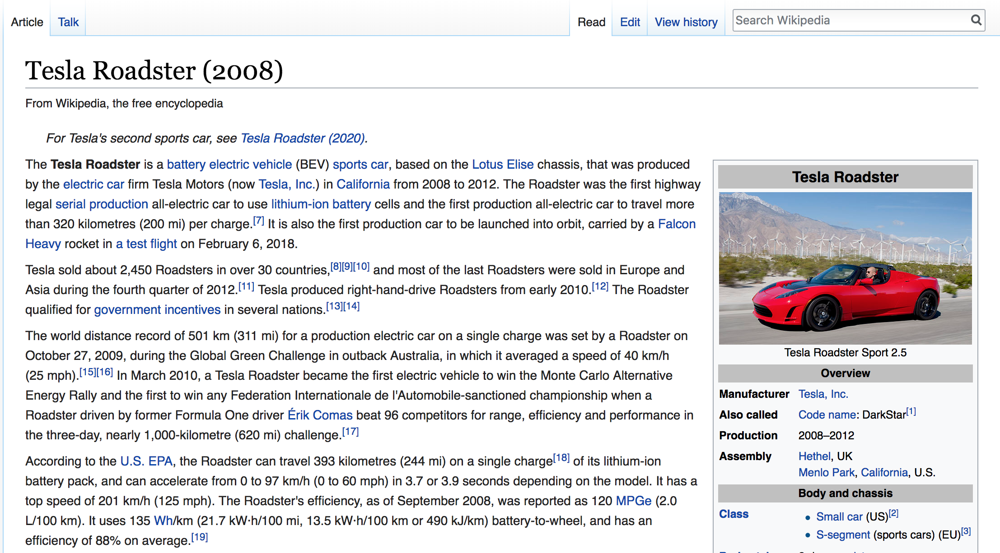 Article Talk Read Edit View history Search Wikipedia
Tesla Roadster (2008)
From Wikipedia, the free encyclopedia
For Tesla's second sports car, see Tesla Roadster (2020).
The Tesla Roadster is a battery electric vehicle (BEV) sports car, based on the Lotus Elise chassis, that was produced
by the electric car firm Tesla Motors (now Tesla, Inc.) in California from 2008 to 2012. The Roadster was the first highway
legal serial production all-electric car to use lithium-ion battery cells and the first production all-electric car to travel more
than 320 kilometres (200 mi) per charge.[7] It is also the first production car to be launched into orbit, carried by a Falcon
Heavy rocket in a test flight on February 6, 2018.
Tesla sold about 2,450 Roadsters in over 30 countries,[8][9][10] and most of the last Roadsters were sold in Europe and
Asia during the fourth quarter of 2012.[11] Tesla produced right-hand-drive Roadsters from early 2010.[12] The Roadster
qualified for government incentives in several nations.[13][14]
The world distance record of 501 km (311 mi) for a production electric car on a single charge was set by a Roadster on
October 27, 2009, during the Global Green Challenge in outback Australia, in which it averaged a speed of 40 km/h
(25 mph).[15][16] In March 2010, a Tesla Roadster became the first electric vehicle to win the Monte Carlo Alternative
Energy Rally and the first to win any Federation Internationale de l'Automobile-sanctioned championship when a
Roadster driven by former Formula One driver Érik Comas beat 96 competitors for range, efficiency and performance in
the three-day, nearly 1,000-kilometre (620 mi) challenge.[17]
According to the U.S. EPA, the Roadster can travel 393 kilometres (244 mi) on a single charge[18] of its lithium-ion
battery pack, and can accelerate from 0 to 97 km/h (0 to 60 mph) in 3.7 or 3.9 seconds depending on the model. It has a
top speed of 201 km/h (125 mph). The Roadster's efficiency, as of September 2008, was reported as 120 MPGe (2.0
L/100 km). It uses 135 Wh/km (21.7 kW·h/100 mi, 13.5 kW·h/100 km or 490 kJ/km) battery-to-wheel, and has an
efficiency of 88% on average.[19]
Tesla Roadster
Tesla Roadster Sport 2.5
Overview
Manufacturer Tesla, Inc.
Also called Code name: DarkStar[1]
Production 2008–2012
Assembly Hethel, UK
Menlo Park, California, U.S.
Body and chassis
Class • Small car (US)[2]
• S-segment (sports cars) (EU)[3]